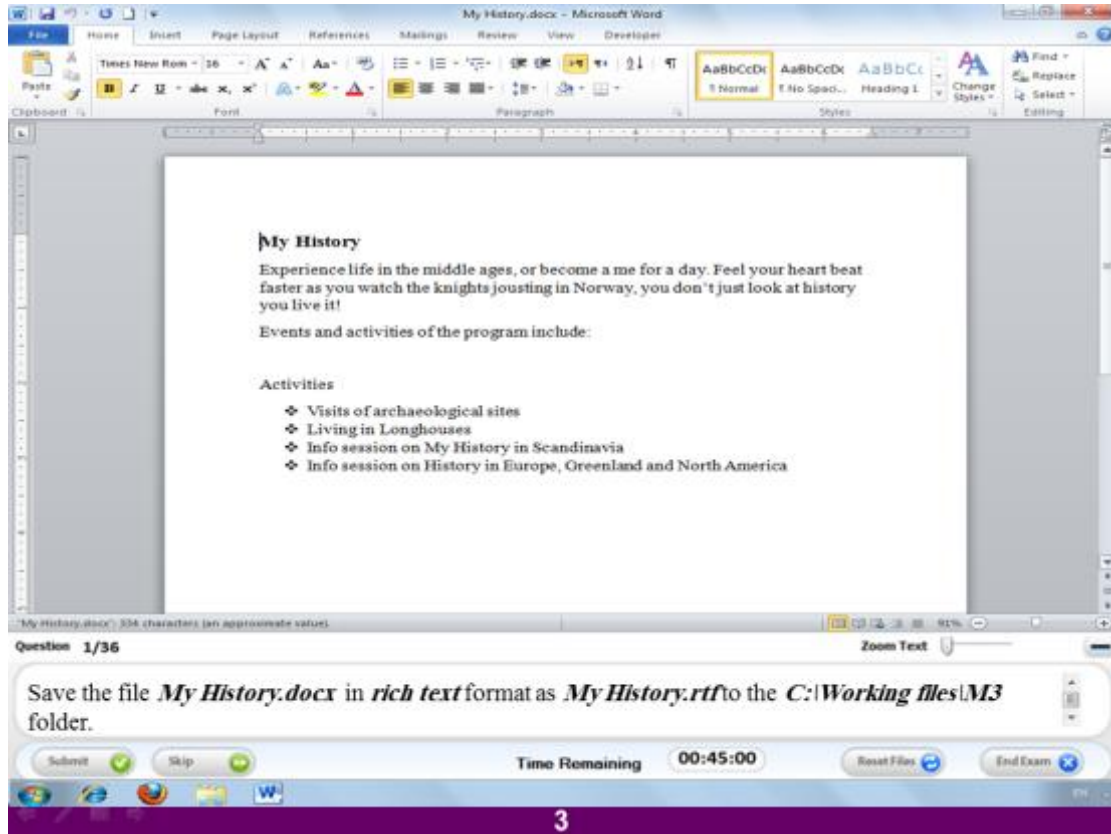 My History.docx - Microsoft Word
File Home Insert Page Layout References Mailings Review View Developer
Times New Rom 16 Find
Paste AaBbCcDc AaBbCcDc AaBbCc Change Styles Replace
¶ Normal ¶ No Spaci... Heading 1 Select
Clipboard Font Paragraph Styles Editing
My History
Experience life in the middle ages, or become a me for a day. Feel your heart beat
faster as you watch the knights jousting in Norway, you don't just look at history
you live it!
Events and activities of the program include:
Activities
❖ Visits of archaeological sites
❖ Living in Longhouses
❖ Info session on My History in Scandinavia
❖ Info session on History in Europe, Greenland and North America
'My History.docx': 334 characters (an approximate value). 91%
Question 1/36 Zoom Text
Save the file My History.docx in rich text format as My History.rtf to the C:\Working files\M3
folder.
Submit Skip Time Remaining 00:45:00 Reset Files End Exam
EN
3